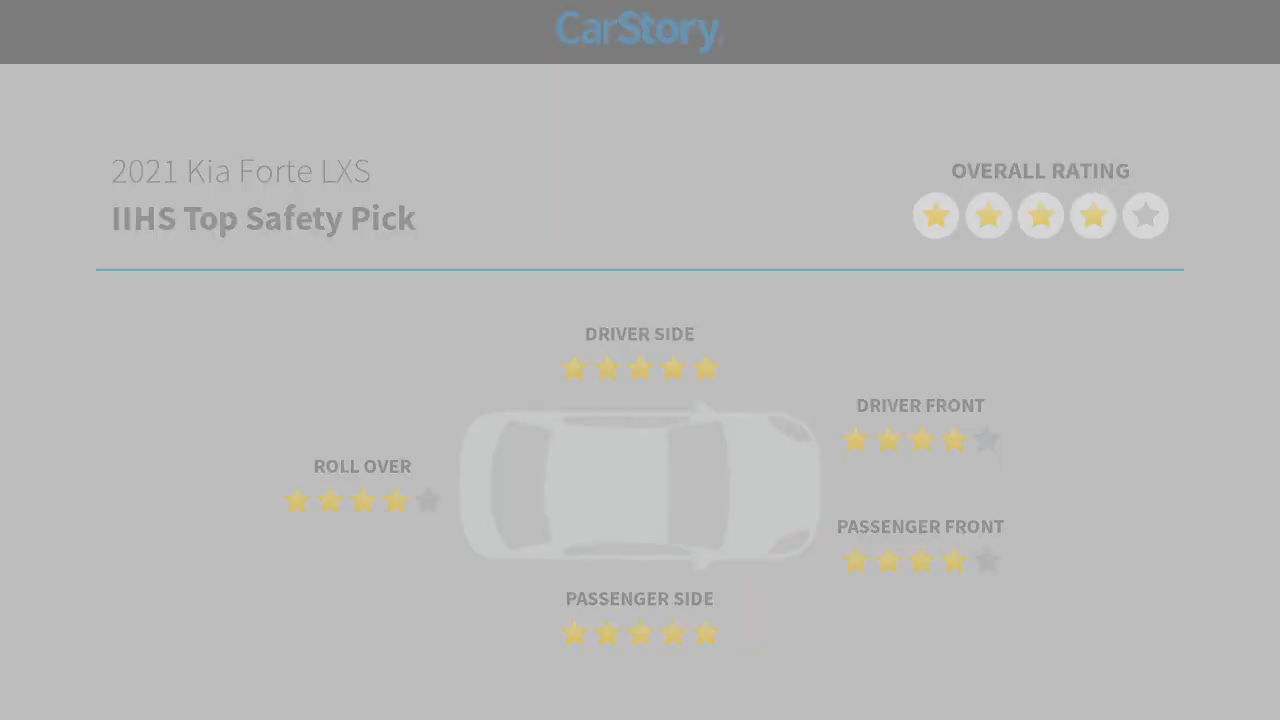 CarStory
2021 Kia Forte LXS
IIHS Top Safety Pick
OVERALL RATING
DRIVER SIDE
DRIVER FRONT
ROLL OVER
PASSENGER FRONT
PASSENGER SIDE